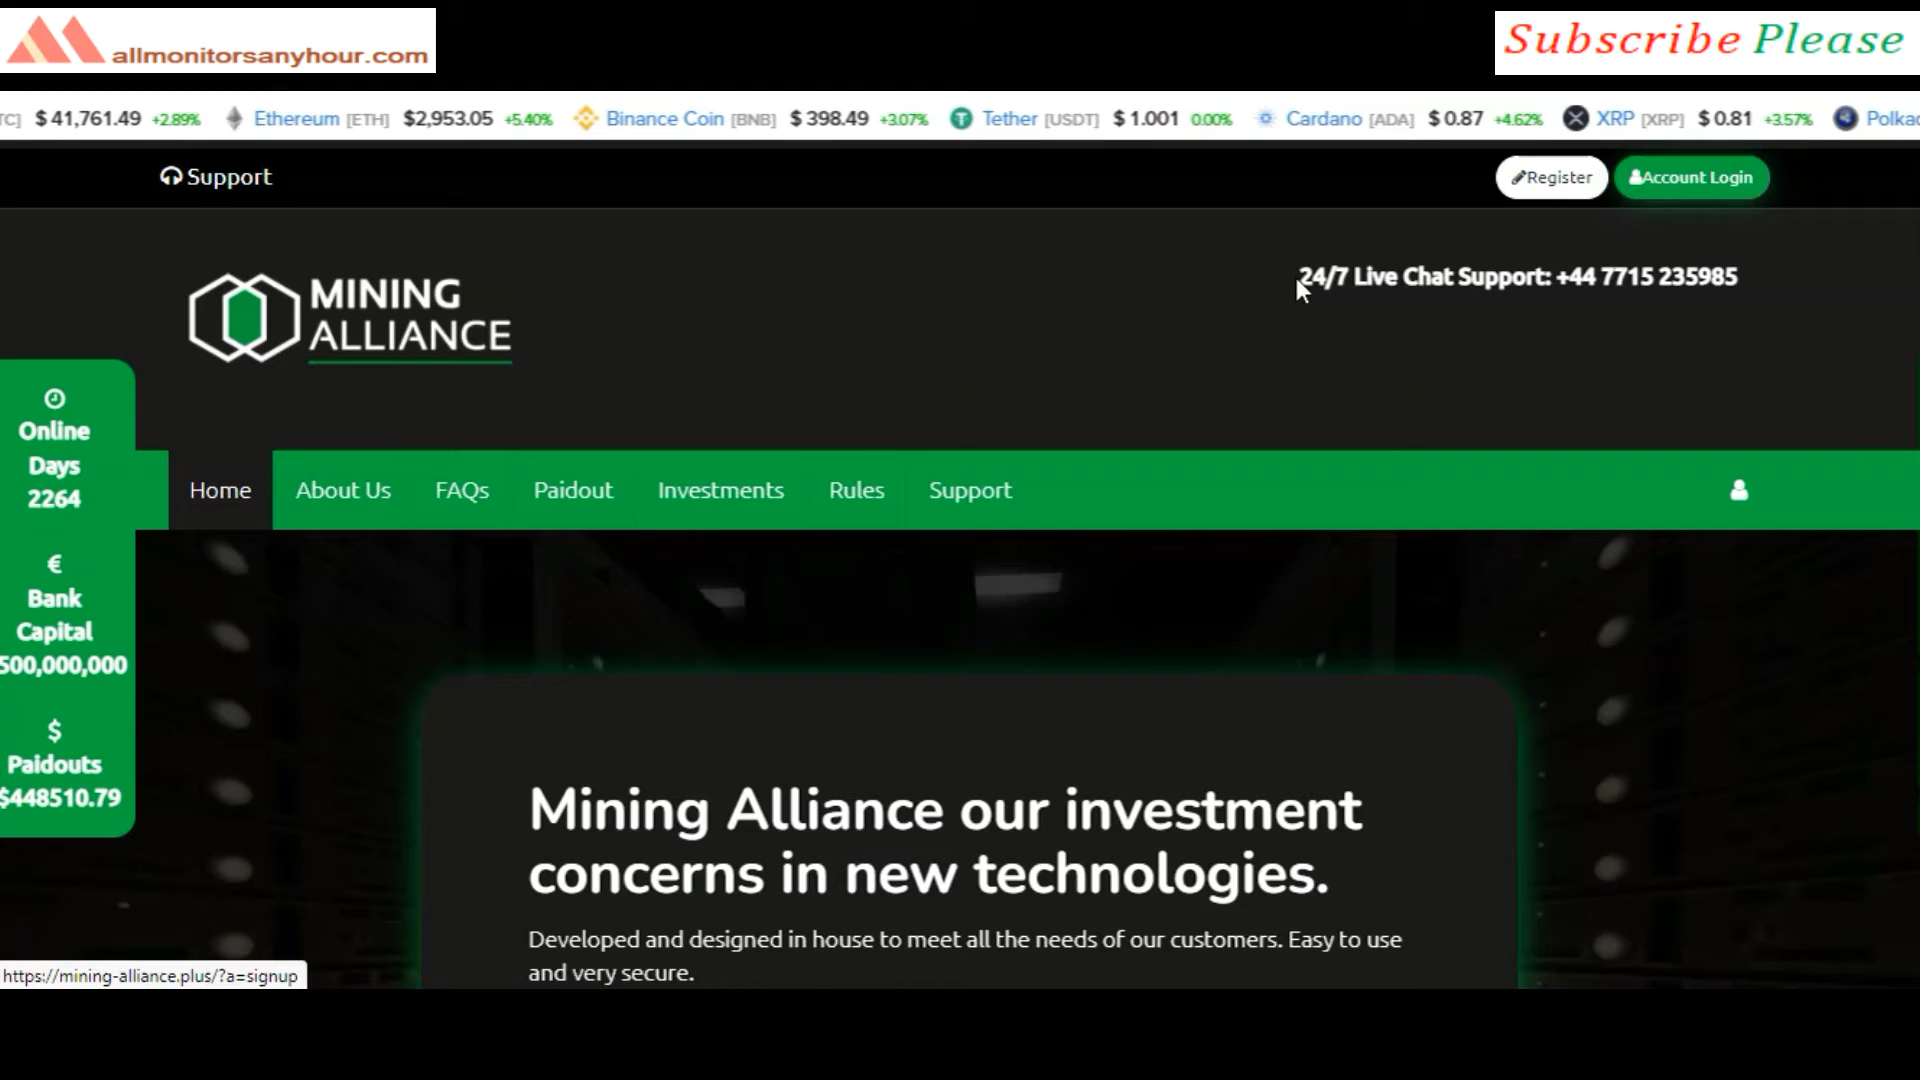 allmonitorsanyhour.com
Subscribe Please
TC] $ 41,761.49 +2.89% Ethereum [ETH] $2,953.05 +5.40% Binance Coin [BNB] $ 398.49 +3.07% Tether [USDT] $ 1.001 0.00% Cardano [ADA] $ 0.87 +4.62% XRP [XRP] $ 0.81 +3.57% Polkac
Support
Register
Account Login
24/7 Live Chat Support: +44 7715 235985
MINING
ALLIANCE
Online
Days
2264
€
Bank
Capital
500,000,000
$
Paidouts
$448510.79
Home About Us FAQs Paidout Investments Rules Support
Mining Alliance our investment
concerns in new technologies.
Developed and designed in house to meet all the needs of our customers. Easy to use
and very secure.
https://mining-alliance.plus/?a=signup